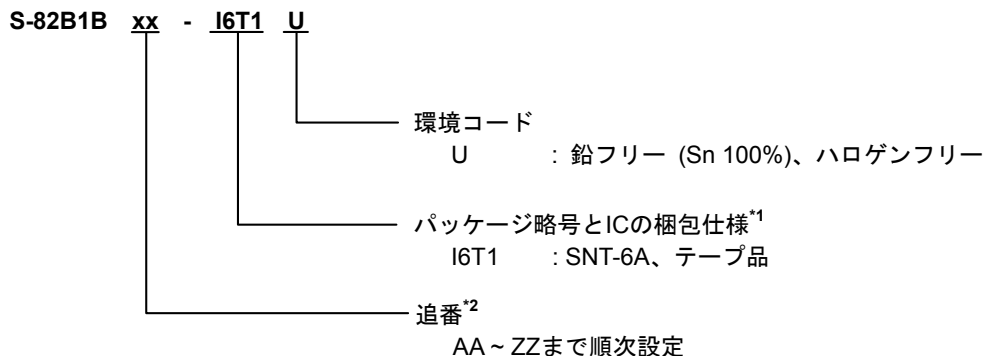 S-82B1B xx - I6T1 U
環境コード
U : 鉛フリー (Sn 100%)、ハロゲンフリー
パッケージ略号とICの梱包仕様*1
I6T1 : SNT-6A、テープ品
追番*2
AA ~ ZZまで順次設定